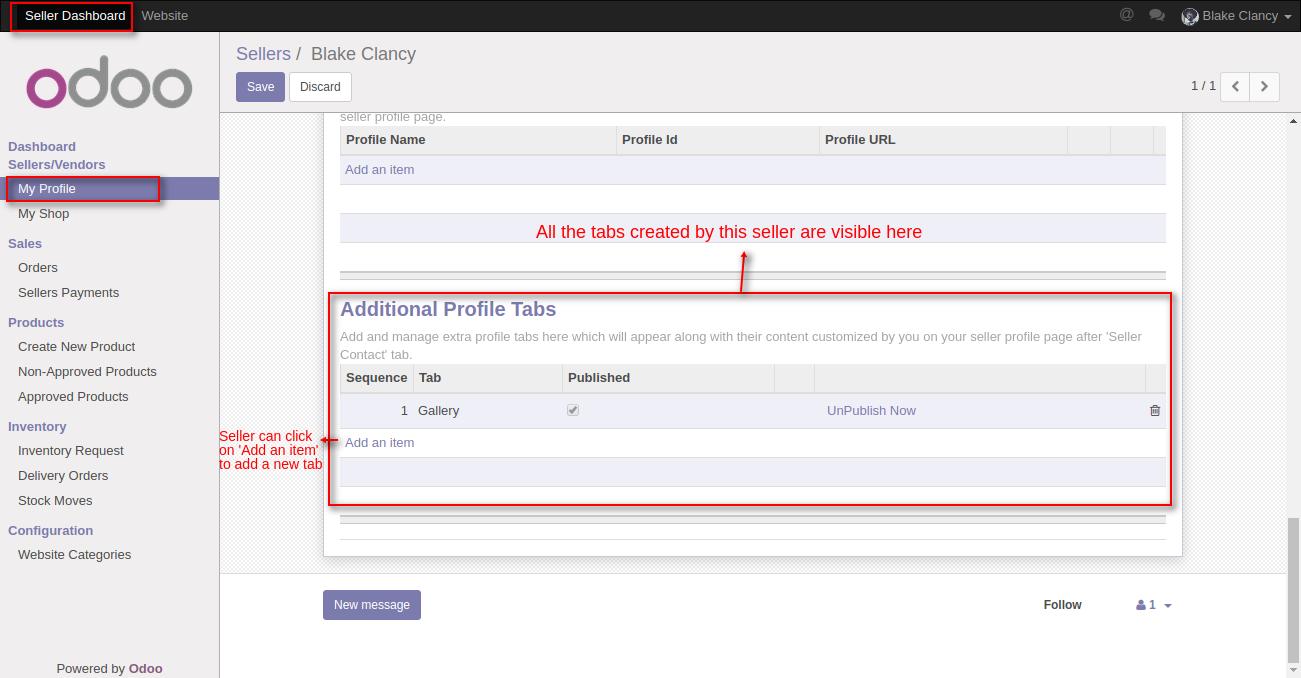 Seller Dashboard Website @ Blake Clancy
odoo
Dashboard
Sellers/Vendors
My Profile
My Shop
Sales
Orders
Sellers Payments
Products
Create New Product
Non-Approved Products
Approved Products
Inventory
Inventory Request
Delivery Orders
Stock Moves
Configuration
Website Categories
Powered by Odoo
Sellers / Blake Clancy
Save Discard 1 / 1
seller profile page.
Profile Name Profile Id Profile URL
Add an item
All the tabs created by this seller are visible here
Additional Profile Tabs
Add and manage extra profile tabs here which will appear along with their content customized by you on your seller profile page after 'Seller
Contact' tab.
Sequence Tab Published
1 Gallery UnPublish Now
Add an item
Seller can click
on 'Add an item'
to add a new tab
New message Follow 1